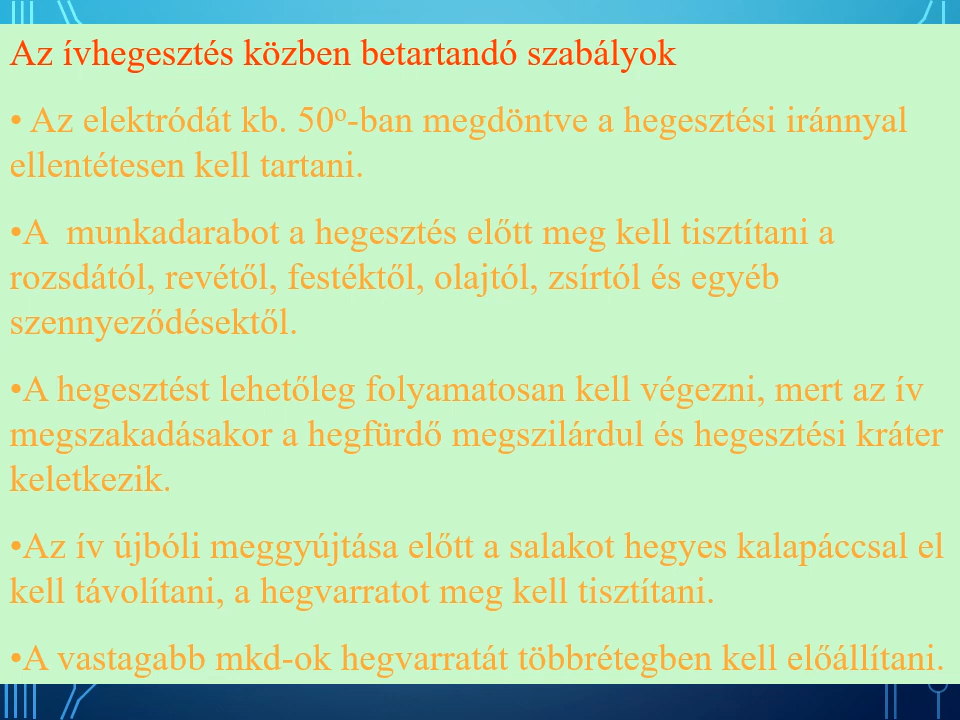 Az ívhegesztés közben betartandó szabályok
• Az elektródát kb. 50º-ban megdöntve a hegesztési iránnyal
ellentétesen kell tartani.
•A  munkadarabot a hegesztés előtt meg kell tisztítani a
rozsdától, revétől, festéktől, olajtól, zsírtól és egyéb
szennyeződésektől.
•A hegesztést lehetőleg folyamatosan kell végezni, mert az ív
megszakadásakor a hegfürdő megszilárdul és hegesztési kráter
keletkezik.
•Az ív újbóli meggyújtása előtt a salakot hegyes kalapáccsal el
kell távolítani, a hegvarratot meg kell tisztítani.
•A vastagabb mkd-ok hegvarratát többrétegben kell előállítani.